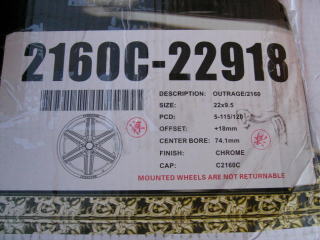 2160C-22918
DESCRIPTION: OUTRAGE/2160
SIZE: 22x9.5
PCD: 5-115/120
OFFSET: +18mm
CENTER BORE: 74.1mm
FINISH: CHROME
CAP: C2160C
MOUNTED WHEELS ARE NOT RETURNABLE